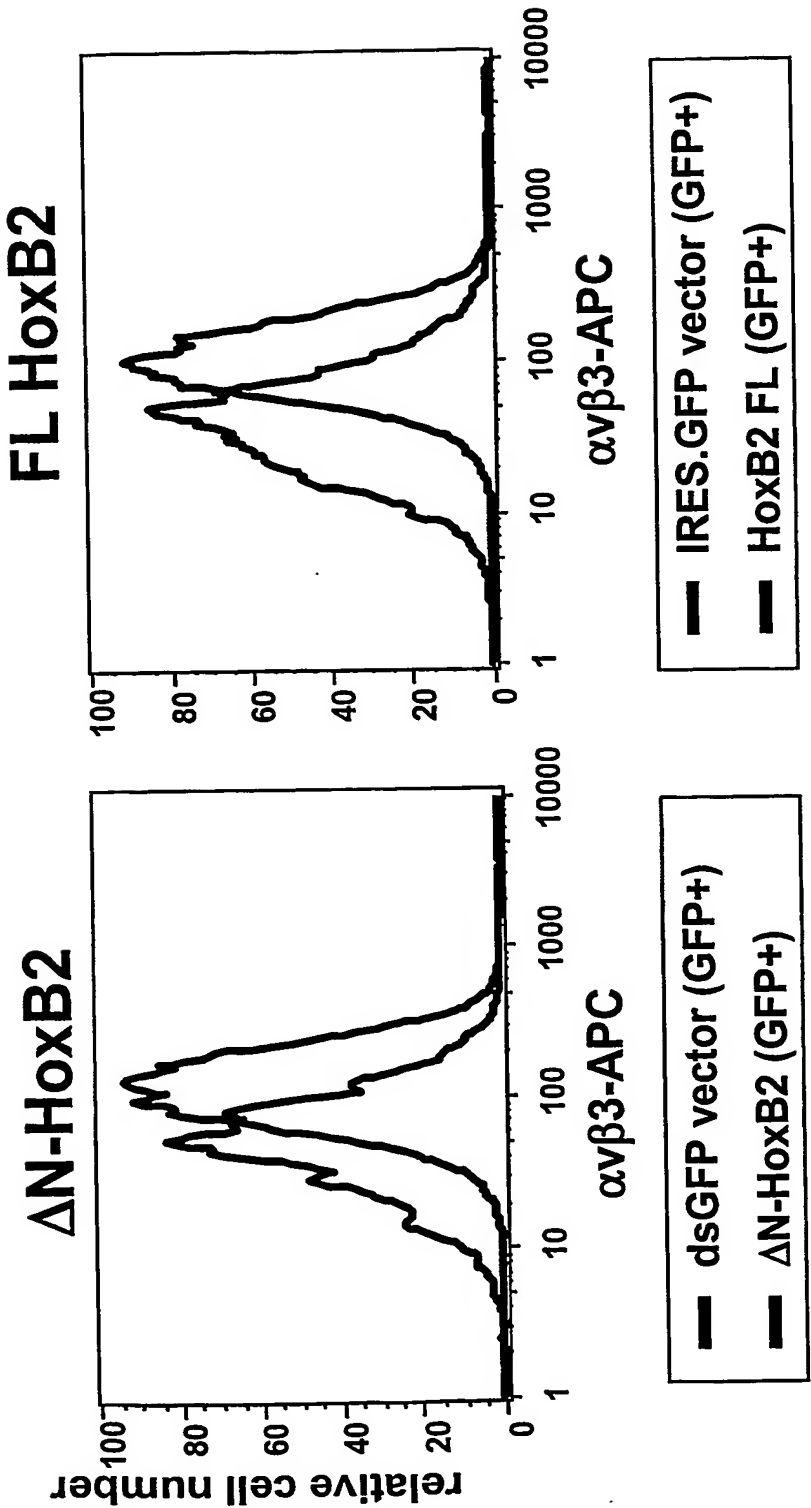 ΔN-HoxB2
relative cell number
100
80
60
40
20
0
1
10
100
1000
10000
αvβ3-APC
dsGFP vector (GFP+)
ΔN-HoxB2 (GFP+)
FL HoxB2
100
80
60
40
20
0
1
10
100
1000
10000
αvβ3-APC
IRES.GFP vector (GFP+)
HoxB2 FL (GFP+)